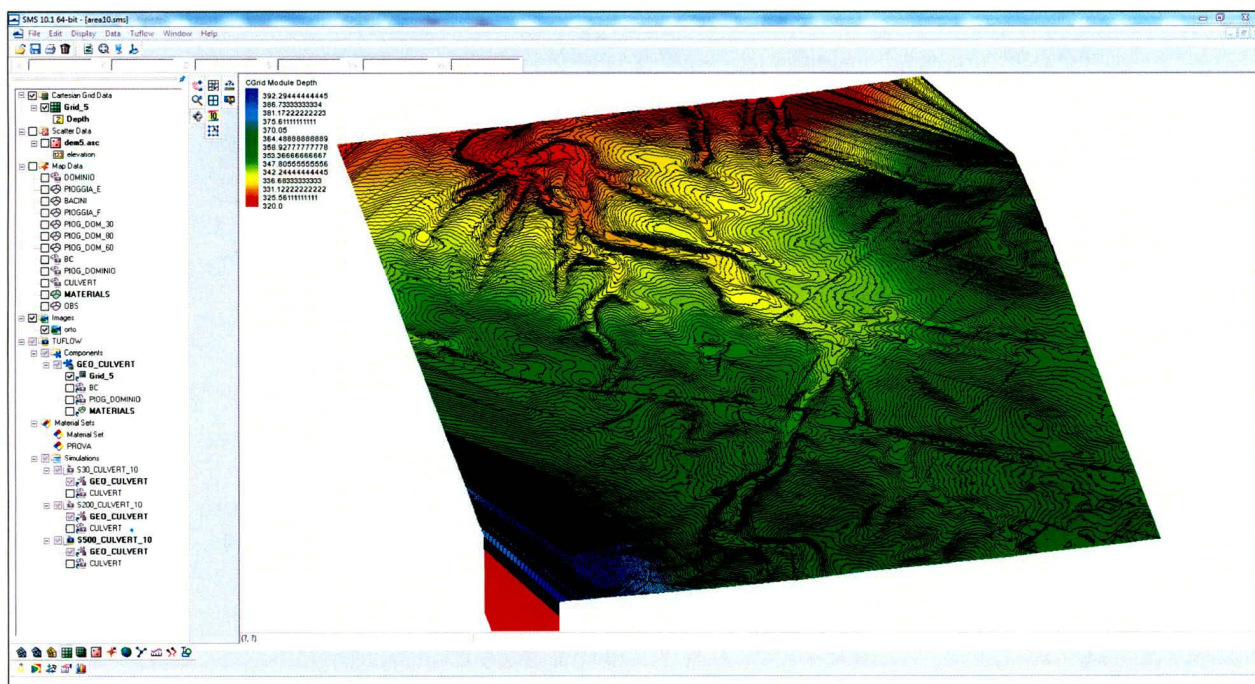 SMS 10.1 64-bit - [area10.sms]
File Edit Display Data Tuflow Window Help
Cartesian Grid Data
Grid_5
Depth
Scatter Data
dem5.asc
elevation
Map Data
DOMINIO
PIOGGIA_E
BACINI
PIOGGIA_F
PIOG_DOM_30
PIOG_DOM_80
PIOG_DOM_60
BC
PIOG_DOMINIO
CULVERT
MATERIALS
OBS
Images
orto
TUFLOW
Components
GEO_CULVERT
Grid_5
BC
PIOG_DOMINIO
MATERIALS
Material Sets
Material Set
PROVA
Simulations
S30_CULVERT_10
GEO_CULVERT
CULVERT
S200_CULVERT_10
GEO_CULVERT
CULVERT
S500_CULVERT_10
GEO_CULVERT
CULVERT
CGrid Module Depth
392.29444444445
386.73333333334
381.17222222223
375.61111111111
370.05
364.48888888889
358.92777777778
353.36666666667
347.80555555556
342.24444444445
336.68333333333
331.12222222222
325.56111111111
320.0
(7, 7)